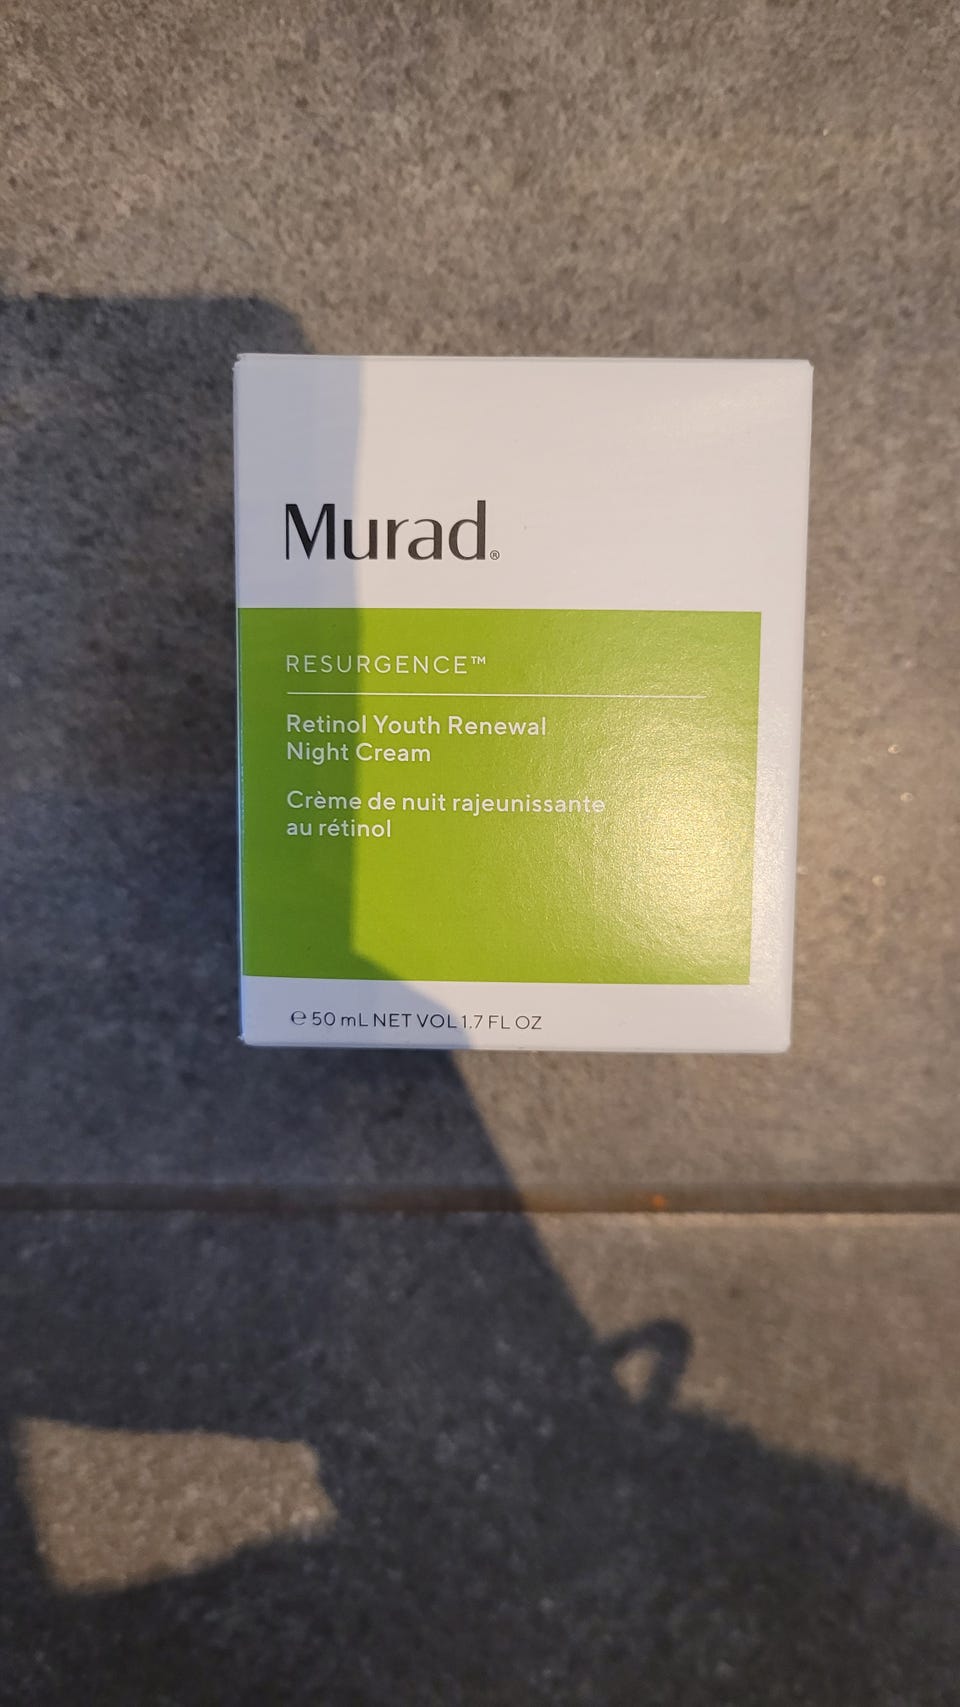 Murad®
RESURGENCE™
Retinol Youth Renewal
Night Cream
Crème de nuit rajeunissante
au rétinol
℮ 50 mL NET VOL 1.7 FL OZ